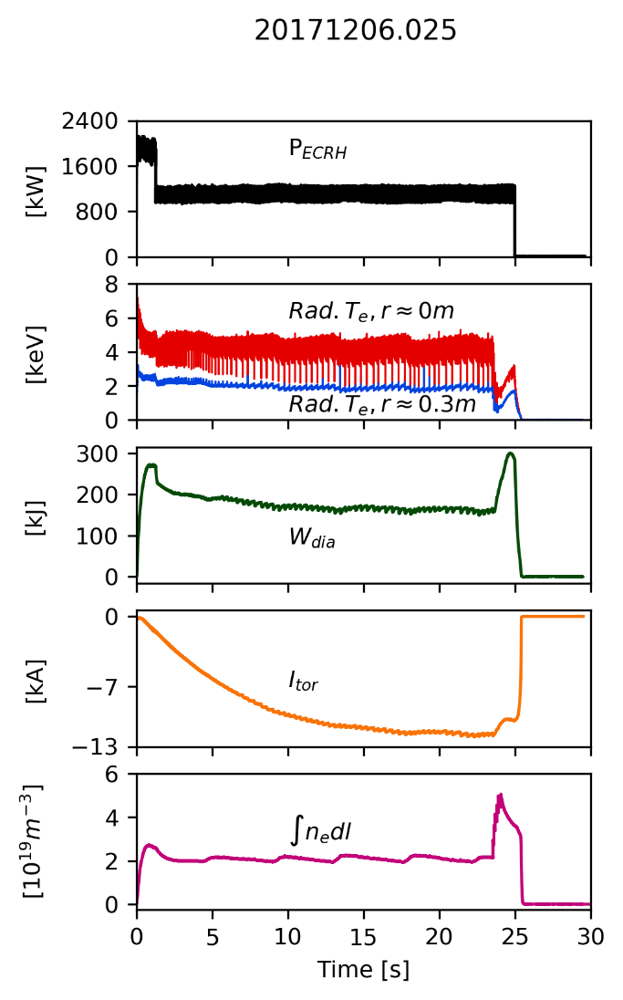 20171206.025
2400
1600
800
0
[kW]
P_ECRH
8
6
4
2
0
[keV]
Rad. T_e, r ≈ 0m
Rad. T_e, r ≈ 0.3m
300
200
100
0
[kJ]
W_dia
0
−7
−13
[kA]
I_tor
6
4
2
0
[10^19 m^−3]
∫ n_e dl
0 5 10 15 20 25 30
Time [s]